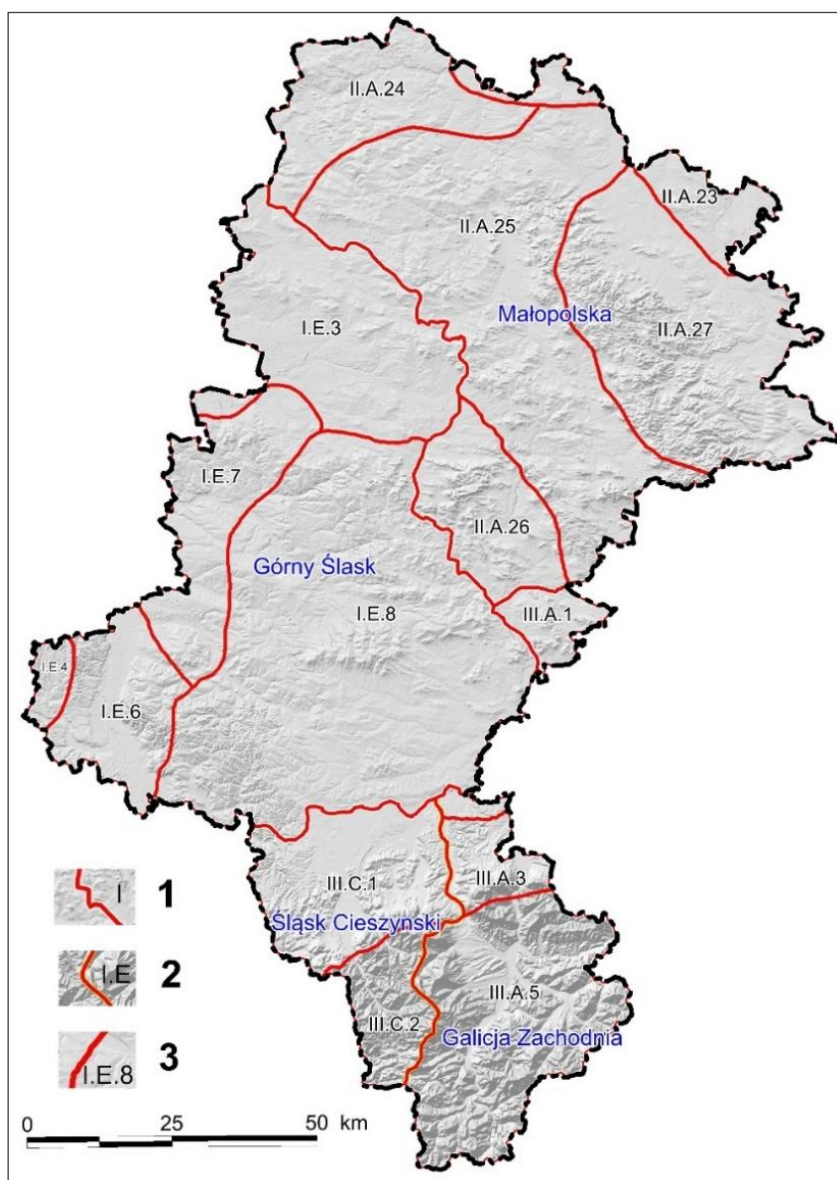 II.A.24
II.A.23
II.A.25
Małopolska
I.E.3
II.A.27
I.E.7
II.A.26
Górny Ślask
I.E.8
III.A.1
I.E.4
I.E.6
III.C.1
III.A.3
Śląsk Cieszynski
III.A.5
III.C.2
Galicja Zachodnia
I 1
I.E 2
I.E.8 3
0 25 50 km